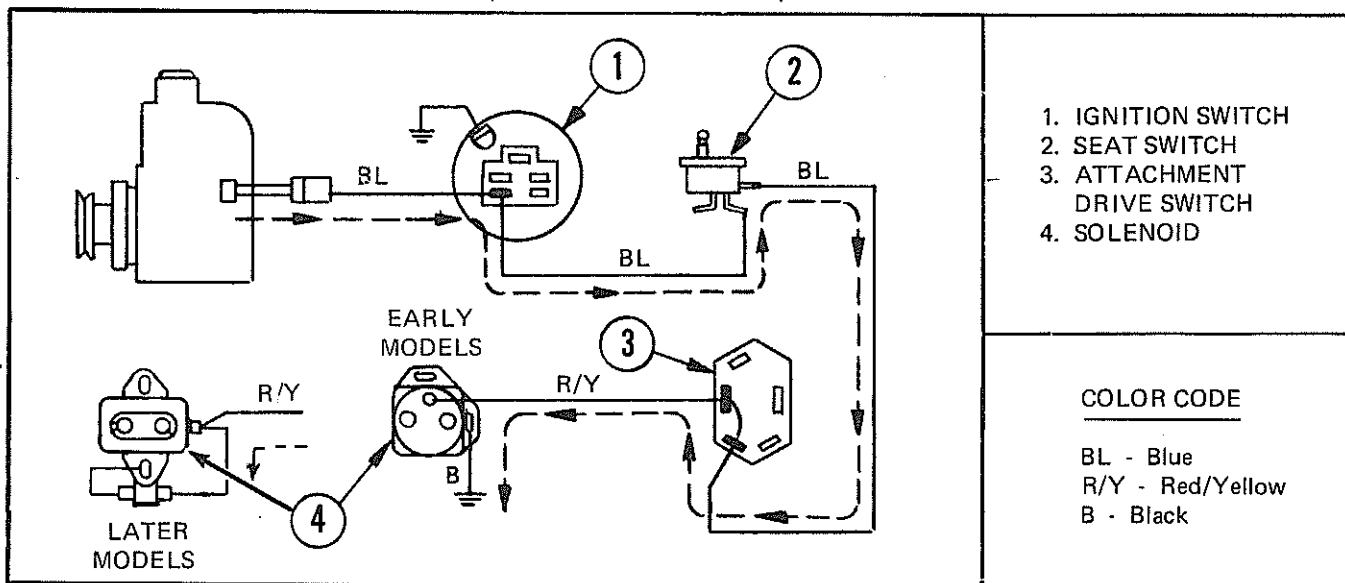 1
2
BL
BL
BL
EARLY
MODELS
3
R/Y
R/Y
B
4
LATER
MODELS
1. IGNITION SWITCH
2. SEAT SWITCH
3. ATTACHMENT
DRIVE SWITCH
4. SOLENOID
COLOR CODE
BL - Blue
R/Y - Red/Yellow
B - Black